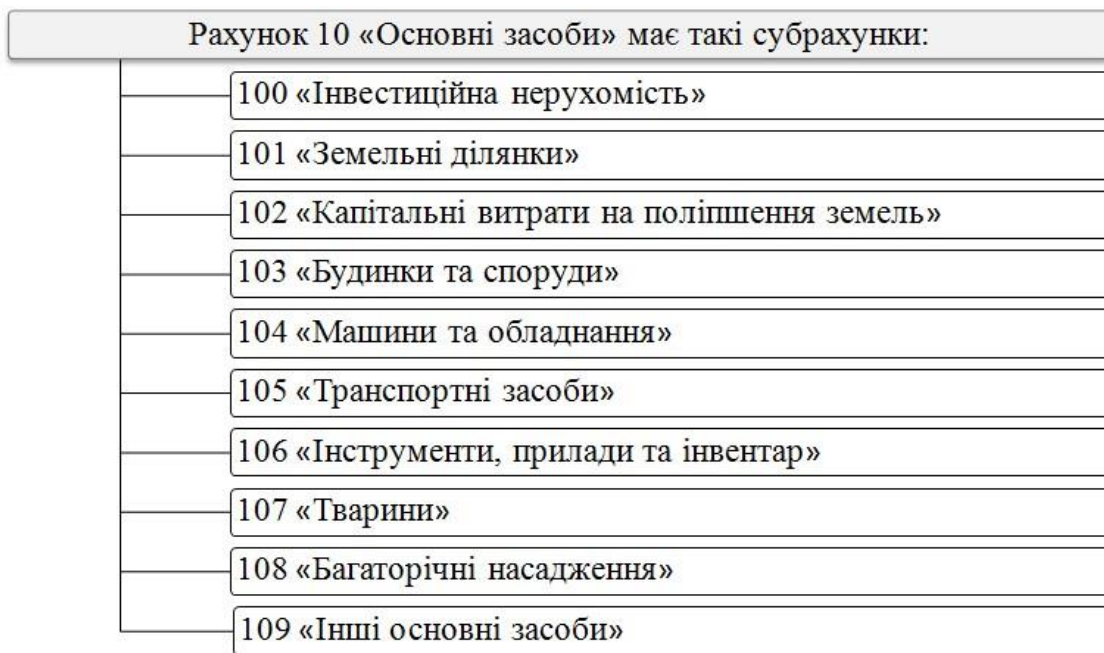 Рахунок 10 «Основні засоби» має такі субрахунки:
100 «Інвестиційна нерухомість»
101 «Земельні ділянки»
102 «Капітальні витрати на поліпшення земель»
103 «Будинки та споруди»
104 «Машини та обладнання»
105 «Транспортні засоби»
106 «Інструменти, прилади та інвентар»
107 «Тварини»
108 «Багаторічні насадження»
109 «Інші основні засоби»